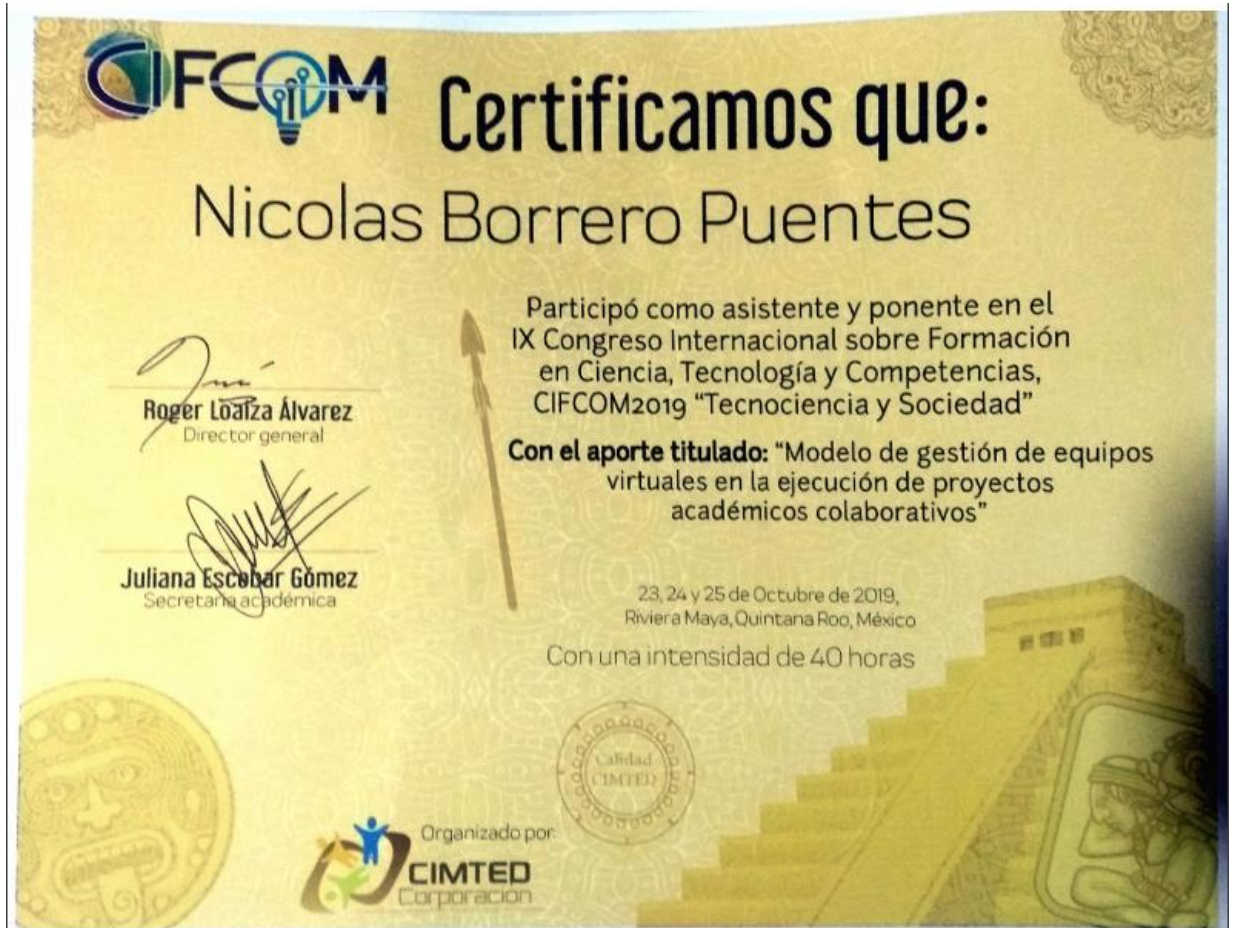 CIFCOM
Certificamos que:
Nicolas Borrero Puentes
Participó como asistente y ponente en el
IX Congreso Internacional sobre Formación
en Ciencia, Tecnología y Competencias,
CIFCOM2019 “Tecnociencia y Sociedad”
Con el aporte titulado: “Modelo de gestión de equipos
virtuales en la ejecución de proyectos
académicos colaborativos”
Roger Loaiza Álvarez
Director general
Juliana Escobar Gómez
Secretaria académica
23, 24 y 25 de Octubre de 2019,
Riviera Maya, Quintana Roo, México
Con una intensidad de 40 horas
Calidad
CIMTED
Organizado por:
CIMTED
Corporación